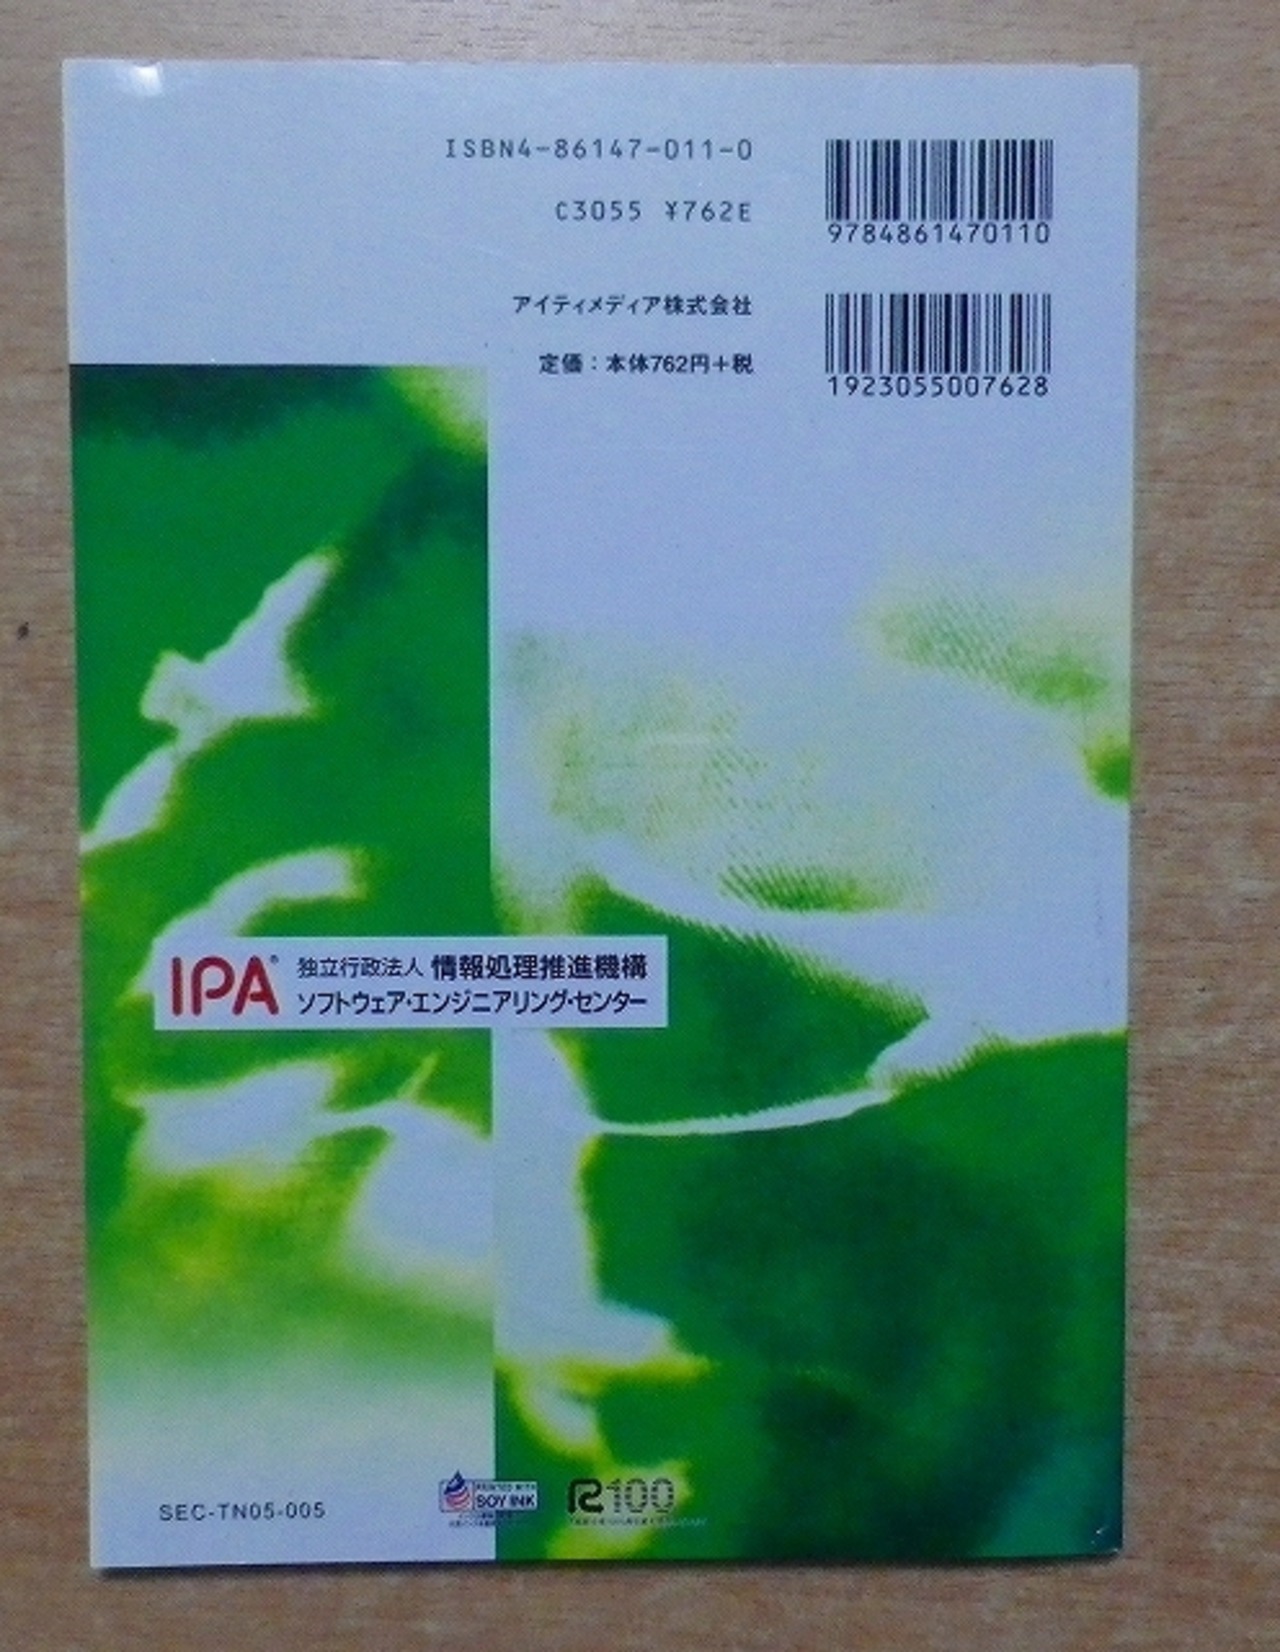 ISBN4-86147-011-0
C3055 ¥762E
9784861470110
アイティメディア株式会社
定価：本体762円＋税
1923055007628
IPA® 独立行政法人 情報処理推進機構
ソフトウェア・エンジニアリング・センター
SEC-TN05-005
PRINTED WITH
SOY INK
R100